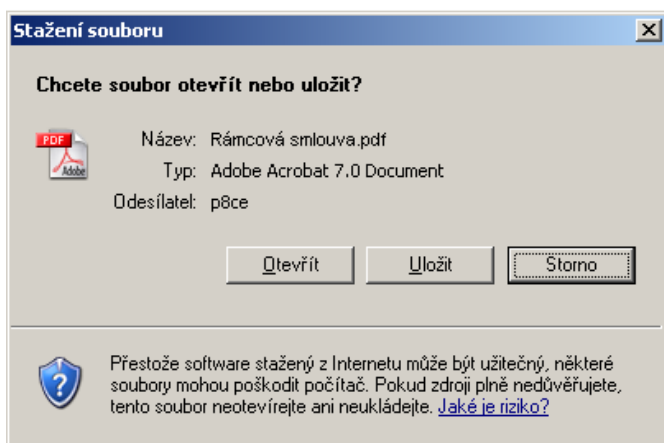 Stažení souboru
Chcete soubor otevřít nebo uložit?
PDF
Adobe
Název: Rámcová smlouva.pdf
Typ: Adobe Acrobat 7.0 Document
Odesílatel: p8ce
Otevřít Uložit Storno
Přestože software stažený z Internetu může být užitečný, některé
soubory mohou poškodit počítač. Pokud zdroji plně nedůvěřujete,
tento soubor neotevírejte ani neukládejte. Jaké je riziko?